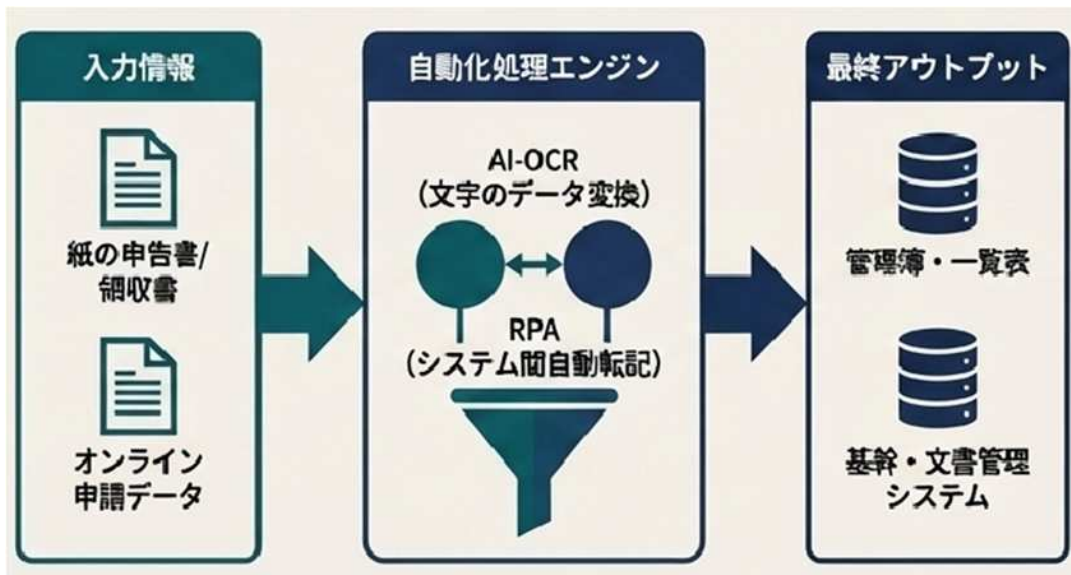 入力情報
紙の申告書/
領収書
オンライン
申請データ
自動化処理エンジン
AI-OCR
(文字のデータ変換)
RPA
(システム間自動転記)
最終アウトプット
管理簿・一覧表
基幹・文書管理
システム